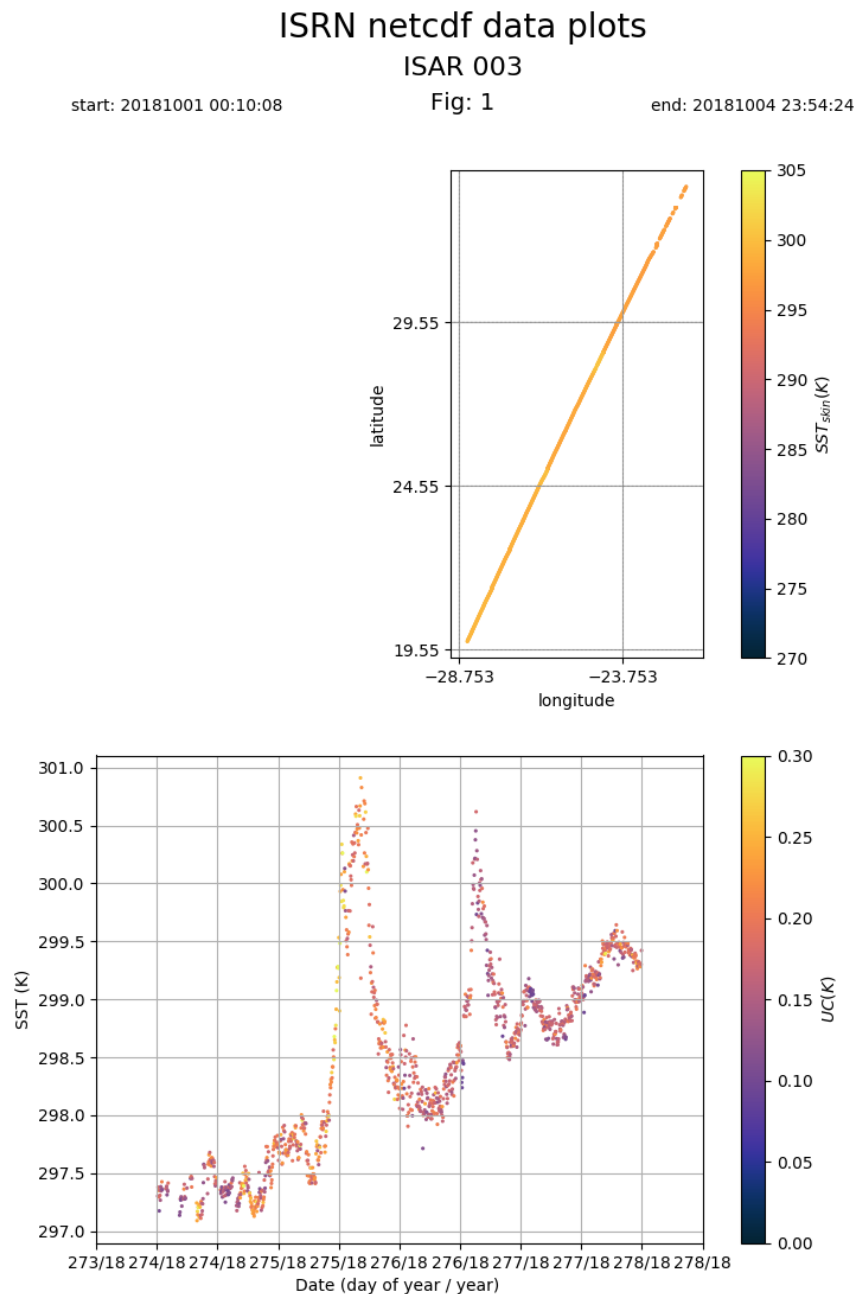 ISRN netcdf data plots
ISAR 003
start: 20181001 00:10:08 Fig: 1 end: 20181004 23:54:24
305
300
295
290
285
280
275
270
SST_skin(K)
29.55
24.55
19.55
latitude
−28.753 −23.753
longitude
301.0
300.5
300.0
299.5
299.0
298.5
298.0
297.5
297.0
SST (K)
273/18 274/18 274/18 275/18 275/18 276/18 276/18 277/18 277/18 278/18 278/18
Date (day of year / year)
0.30
0.25
0.20
0.15
0.10
0.05
0.00
UC(K)